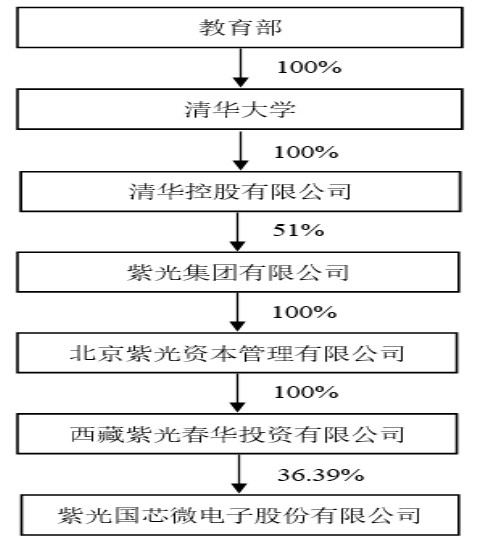 教育部
100%
清华大学
100%
清华控股有限公司
51%
紫光集团有限公司
100%
北京紫光资本管理有限公司
100%
西藏紫光春华投资有限公司
36.39%
紫光国芯微电子股份有限公司